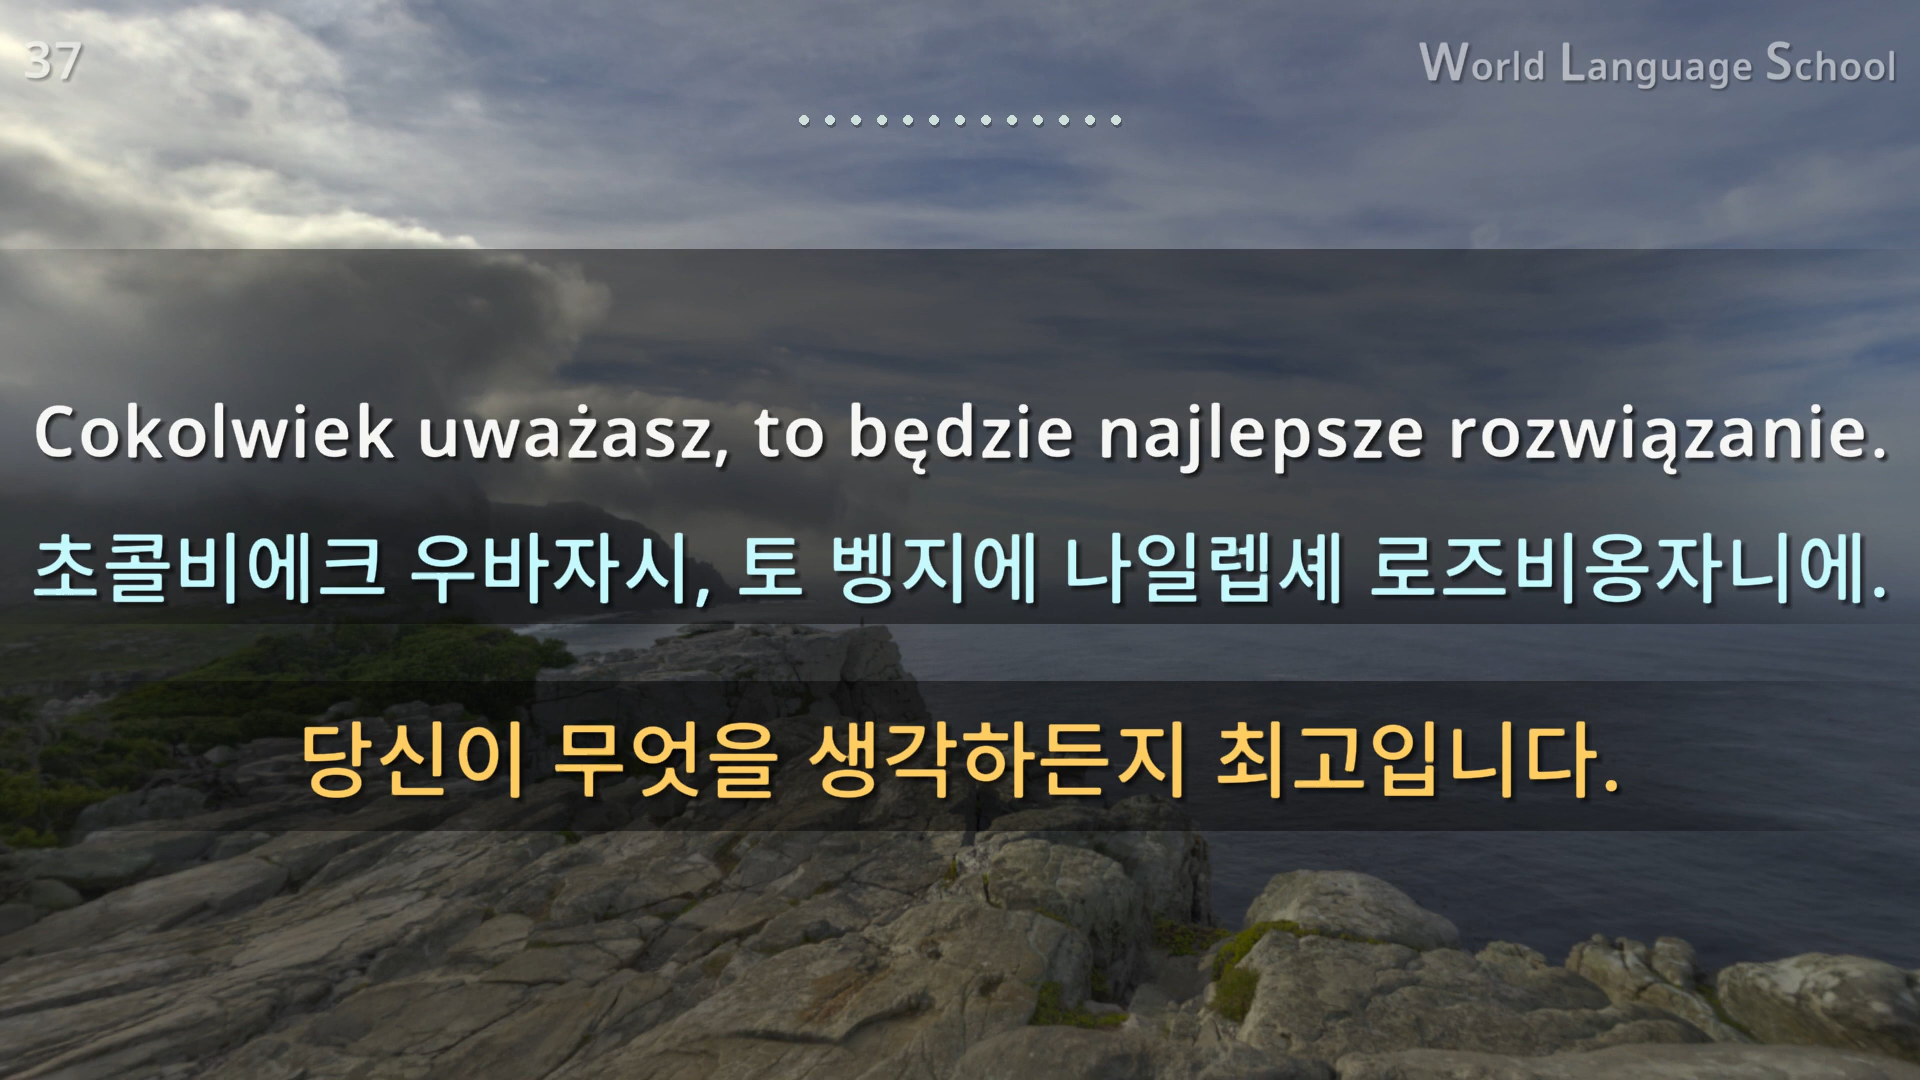 37
World Language School
Cokolwiek uważasz, to będzie najlepsze rozwiązanie.
초콜비에크 우바자시, 토 벵지에 나일렙셰 로즈비옹자니에.
당신이 무엇을 생각하든지 최고입니다.